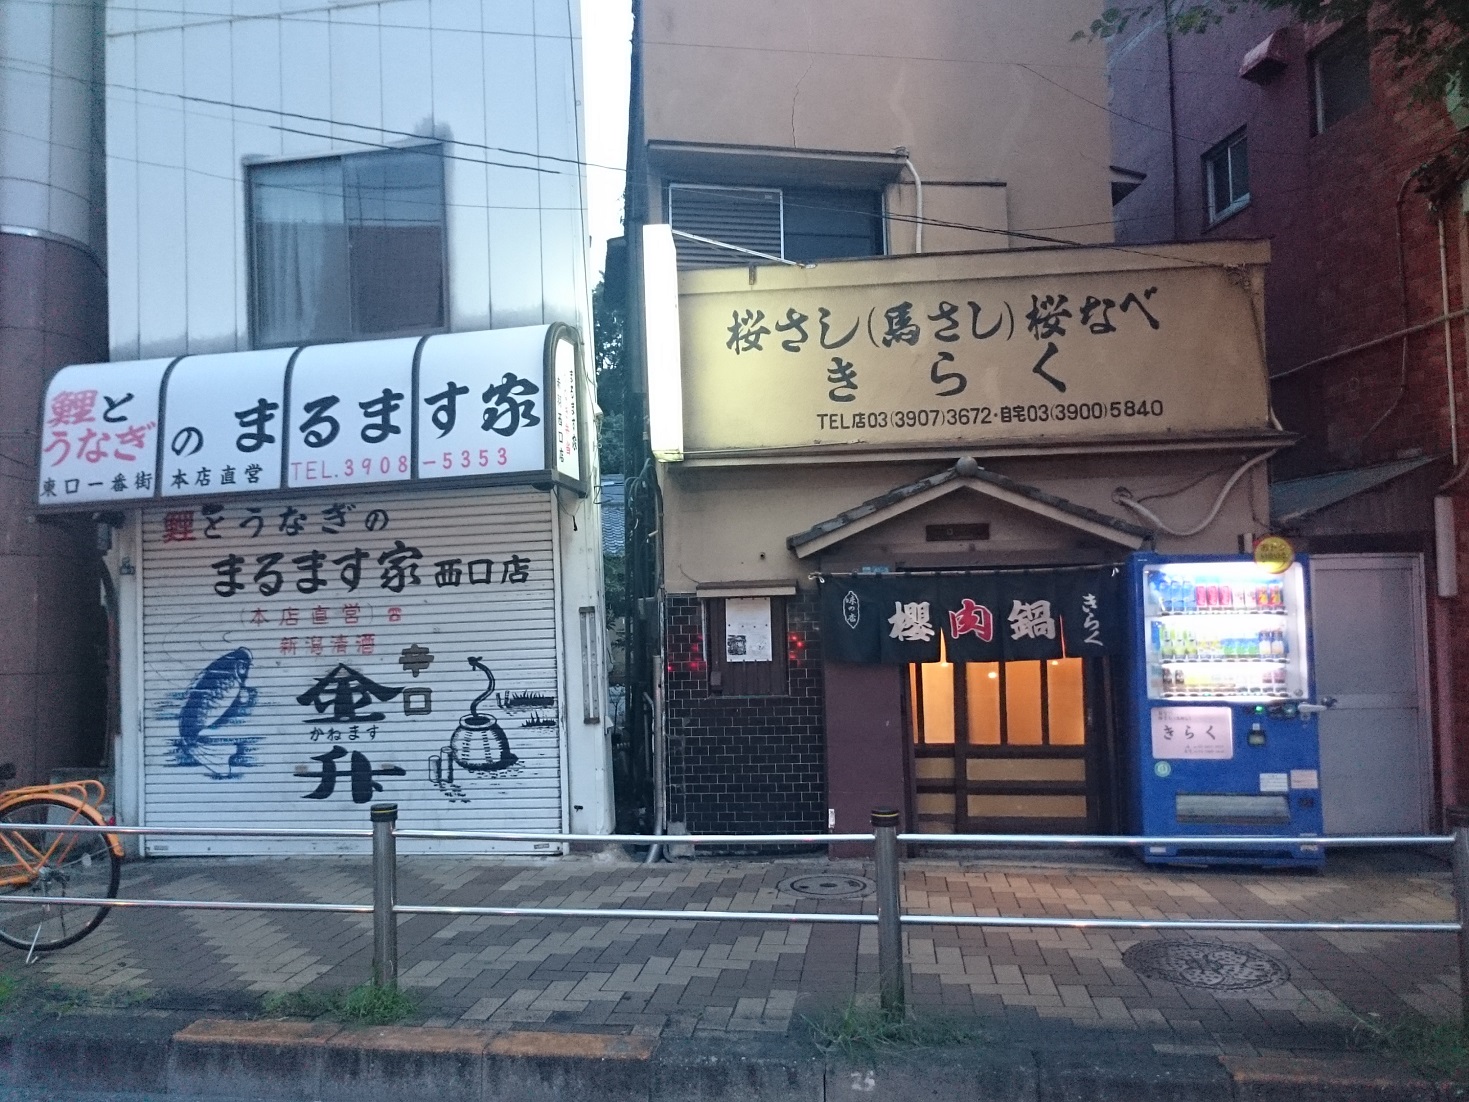 鯉と
うなぎ
の まるます家
東口一番街 本店直営 TEL.3908-5353
鯉とうなぎの
まるます家 西口店
(本店直営)
新潟清酒
辛口
金
かねます
升
桜さし(馬さし)桜なべ
きらく
TEL店03(3907)3672・自宅03(3900)5840
味の店
櫻肉鍋
きらく
きらく